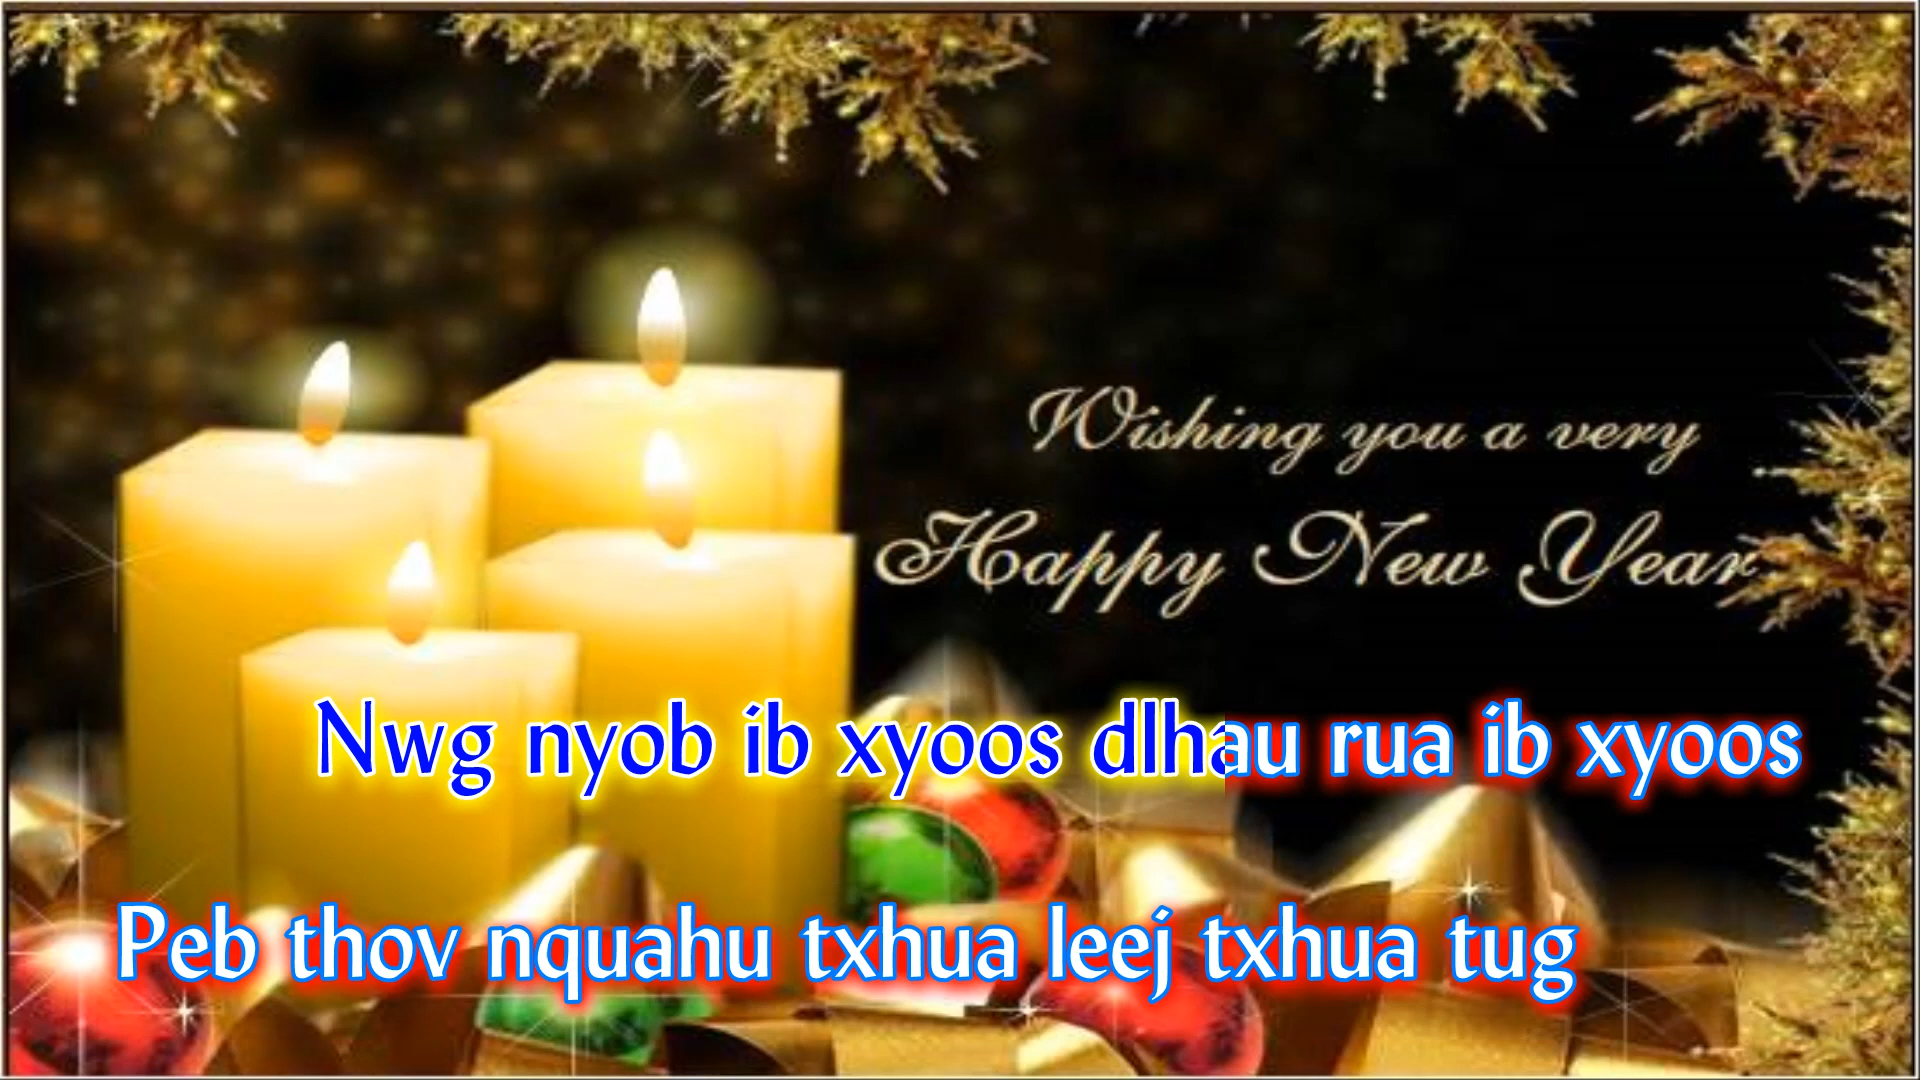 Wishing you a very
Happy New Year
Nwg nyob ib xyoos dlhau rua ib xyoos
Peb thov nquahu txhua leej txhua tug